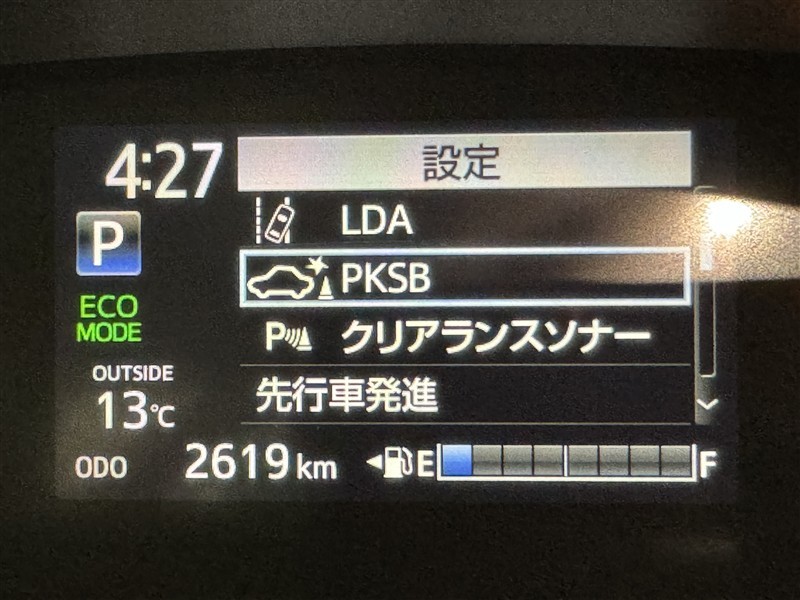 4:27
設定
LDA
P
PKSB
ECO
MODE
P クリアランスソナー
OUTSIDE
13℃
先行車発進
ODO 2619 km E F